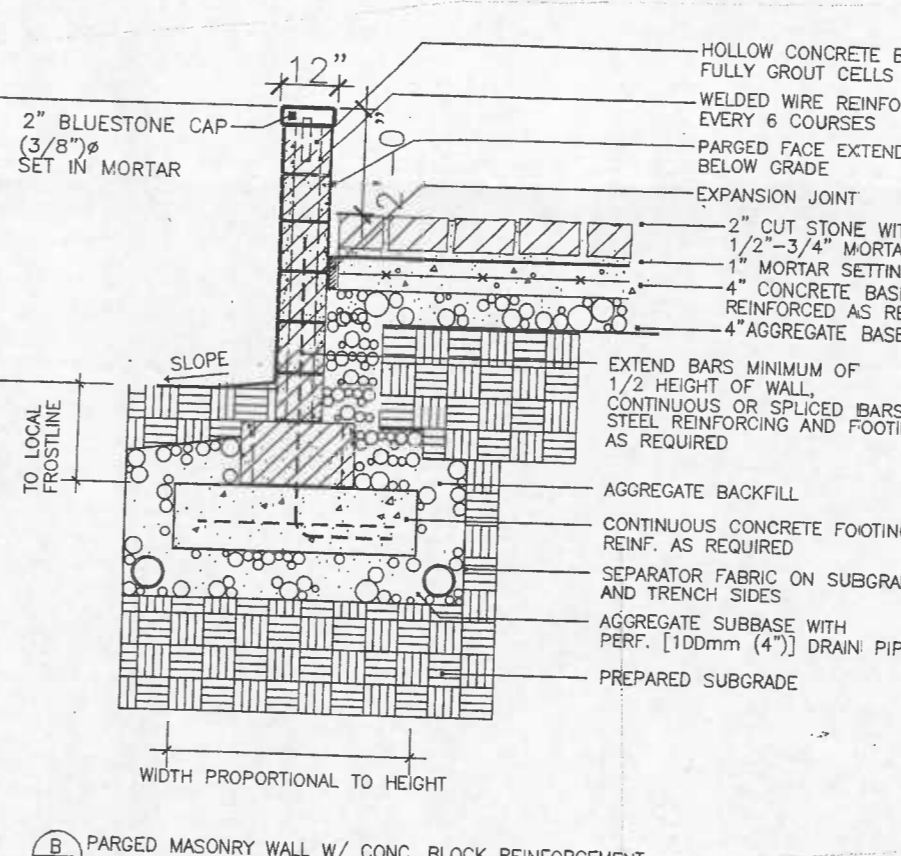 12"
2" BLUESTONE CAP
(3/8")ø
SET IN MORTAR
2'-0"
HOLLOW CONCRETE
FULLY GROUT CELLS
WELDED WIRE REINFO
EVERY 6 COURSES
PARGED FACE EXTEND
BELOW GRADE
EXPANSION JOINT
2" CUT STONE WIT
1/2"-3/4" MORTA
1" MORTAR SETTIN
4" CONCRETE BAS
REINFORCED AS RE
4"AGGREGATE BASE
SLOPE
EXTEND BARS MINIMUM OF
1/2 HEIGHT OF WALL,
CONTINUOUS OR SPLICED BARS
STEEL REINFORCING AND FOOTI
AS REQUIRED
TO LOCAL
FROSTLINE
AGGREGATE BACKFILL
CONTINUOUS CONCRETE FOOTING
REINF. AS REQUIRED
SEPARATOR FABRIC ON SUBGRA
AND TRENCH SIDES
AGGREGATE SUBBASE WITH
PERF. [1DDmm (4")] DRAIN PIP
PREPARED SUBGRADE
WIDTH PROPORTIONAL TO HEIGHT
B PARGED MASONRY WALL W/ CONC. BLOCK REINFORCEMENT